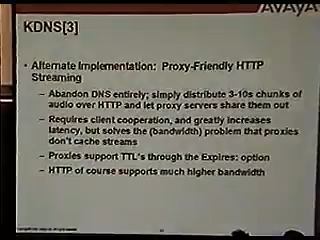 AVAYA
KDNS[3]
• Alternate Implementation: Proxy-Friendly HTTP
Streaming
– Abandon DNS entirely; simply distribute 3-10s chunks of
audio over HTTP and let proxy servers share them out
– Requires client cooperation, and greatly increases
latency, but solves the (bandwidth) problem that proxies
don't cache streams
– Proxies support TTL's through the Expires: option
– HTTP of course supports much higher bandwidth